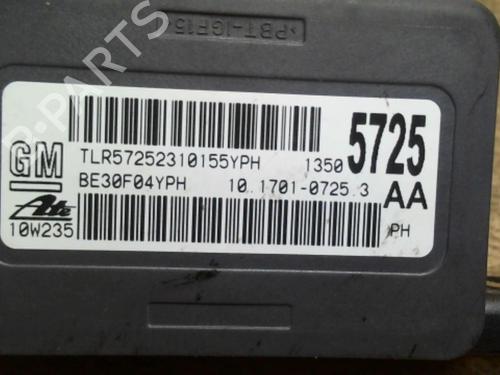 >PBT-IGF15<
GM
TLR57252310155YPH
1350
5725
BE30F04YPH
10.1701-0725.3
AA
Ate
10W235
PH
B-PARTS